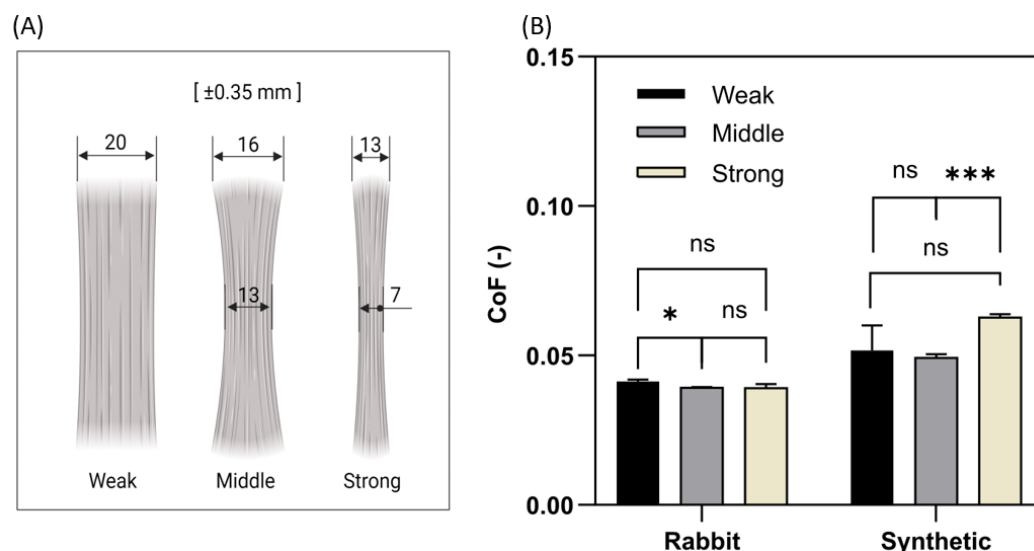 (A)
[ ±0.35 mm ]
20
16
13
13
7
Weak
Middle
Strong
(B)
0.15
0.10
0.05
0.00
CoF (-)
Weak
Middle
Strong
ns ***
ns
ns
* ns
Rabbit
Synthetic